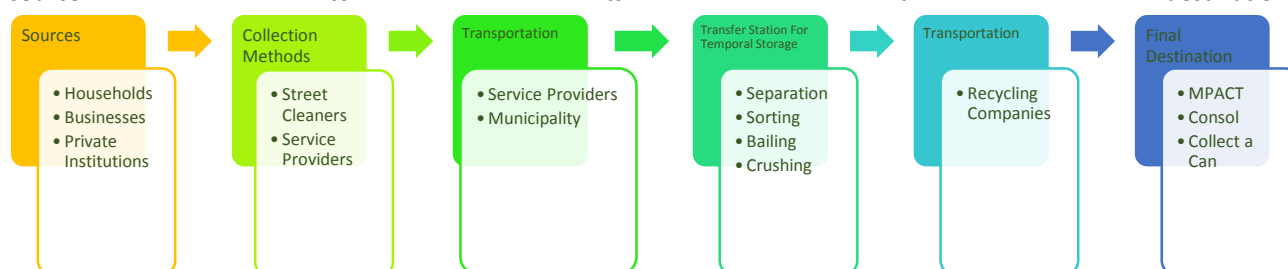 Sources
• Households
• Businesses
• Private
Institutions
Collection
Methods
• Street
Cleaners
• Service
Providers
Transportation
• Service Providers
• Municipality
Transfer Station For
Temporal Storage
• Separation
• Sorting
• Bailing
• Crushing
Transportation
• Recycling
Companies
Final
Destination
• MPACT
• Consol
• Collect a
Can